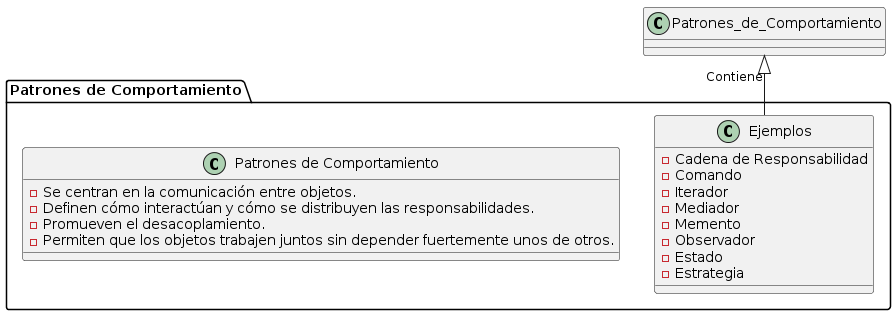 C Patrones_de_Comportamiento
Contiene
Patrones de Comportamiento
C Patrones de Comportamiento
Se centran en la comunicación entre objetos.
Definen cómo interactúan y cómo se distribuyen las responsabilidades.
Promueven el desacoplamiento.
Permiten que los objetos trabajen juntos sin depender fuertemente unos de otros.
C Ejemplos
Cadena de Responsabilidad
Comando
Iterador
Mediador
Memento
Observador
Estado
Estrategia